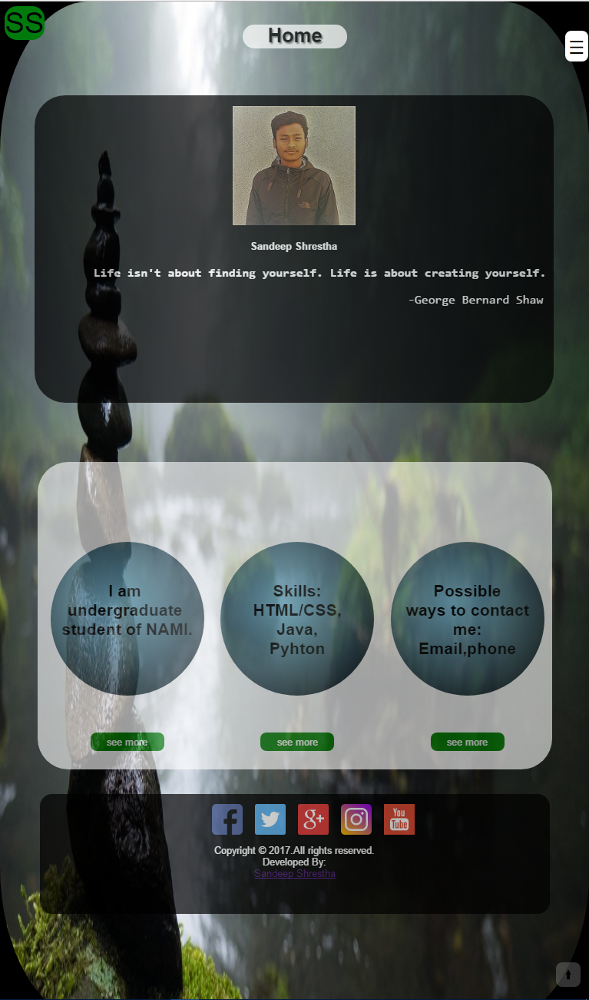 SS
Home
Sandeep Shrestha
Life isn't about finding yourself. Life is about creating yourself.
-George Bernard Shaw
I am
undergraduate
student of NAMI.
Skills:
HTML/CSS,
Java,
Pyhton
Possible
ways to contact
me:
Email,phone
see more
see more
see more
You
Tube
Copyright © 2017.All rights reserved.
Developed By:
Sandeep Shrestha